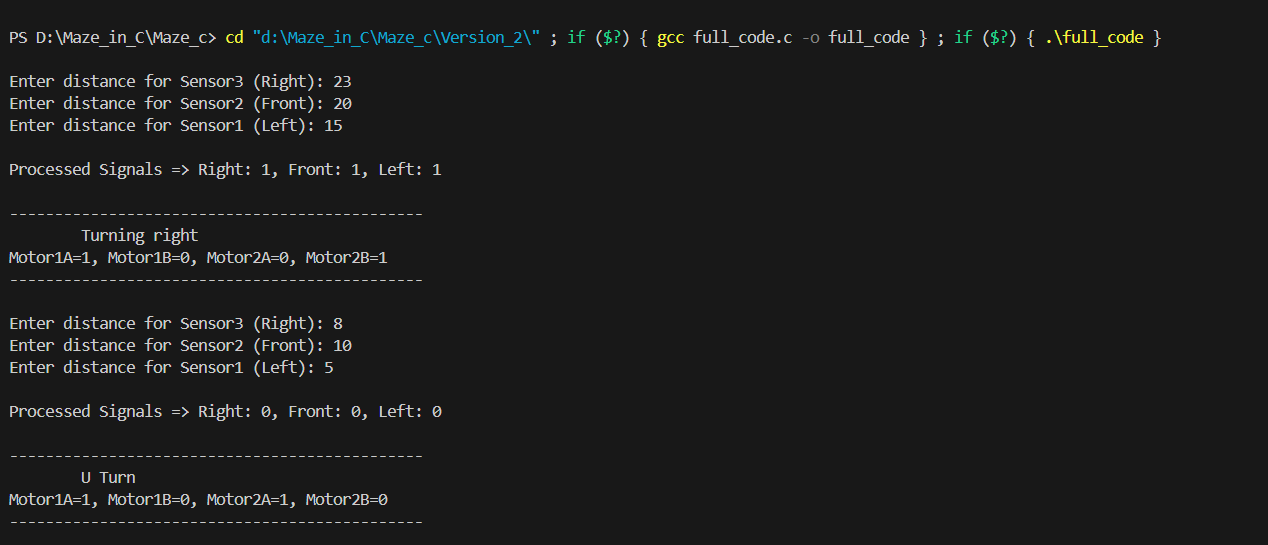 PS D:\Maze_in_C\Maze_c> cd "d:\Maze_in_C\Maze_c\Version_2\" ; if ($?) { gcc full_code.c -o full_code } ; if ($?) { .\full_code }
Enter distance for Sensor3 (Right): 23
Enter distance for Sensor2 (Front): 20
Enter distance for Sensor1 (Left): 15
Processed Signals => Right: 1, Front: 1, Left: 1
----------------------------------------------
Turning right
Motor1A=1, Motor1B=0, Motor2A=0, Motor2B=1
----------------------------------------------
Enter distance for Sensor3 (Right): 8
Enter distance for Sensor2 (Front): 10
Enter distance for Sensor1 (Left): 5
Processed Signals => Right: 0, Front: 0, Left: 0
----------------------------------------------
U Turn
Motor1A=1, Motor1B=0, Motor2A=1, Motor2B=0
----------------------------------------------